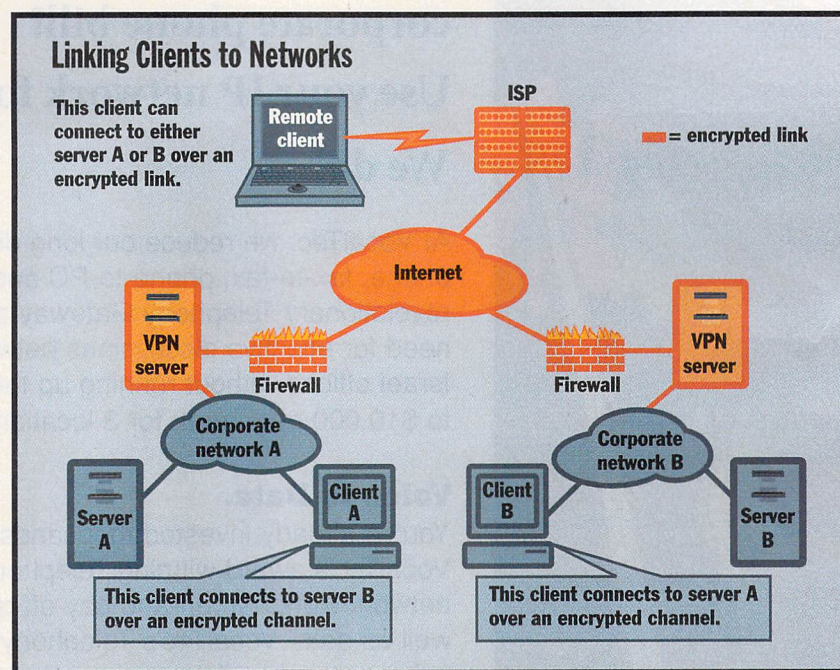 Linking Clients to Networks
This client can
connect to either
server A or B over an
encrypted link.
Remote
client
ISP
= encrypted link
Internet
VPN
server
Firewall
Firewall
VPN
server
Corporate
network A
Corporate
network B
Server
A
Client
A
Client
B
Server
B
This client connects to server B
over an encrypted channel.
This client connects to server A
over an encrypted channel.